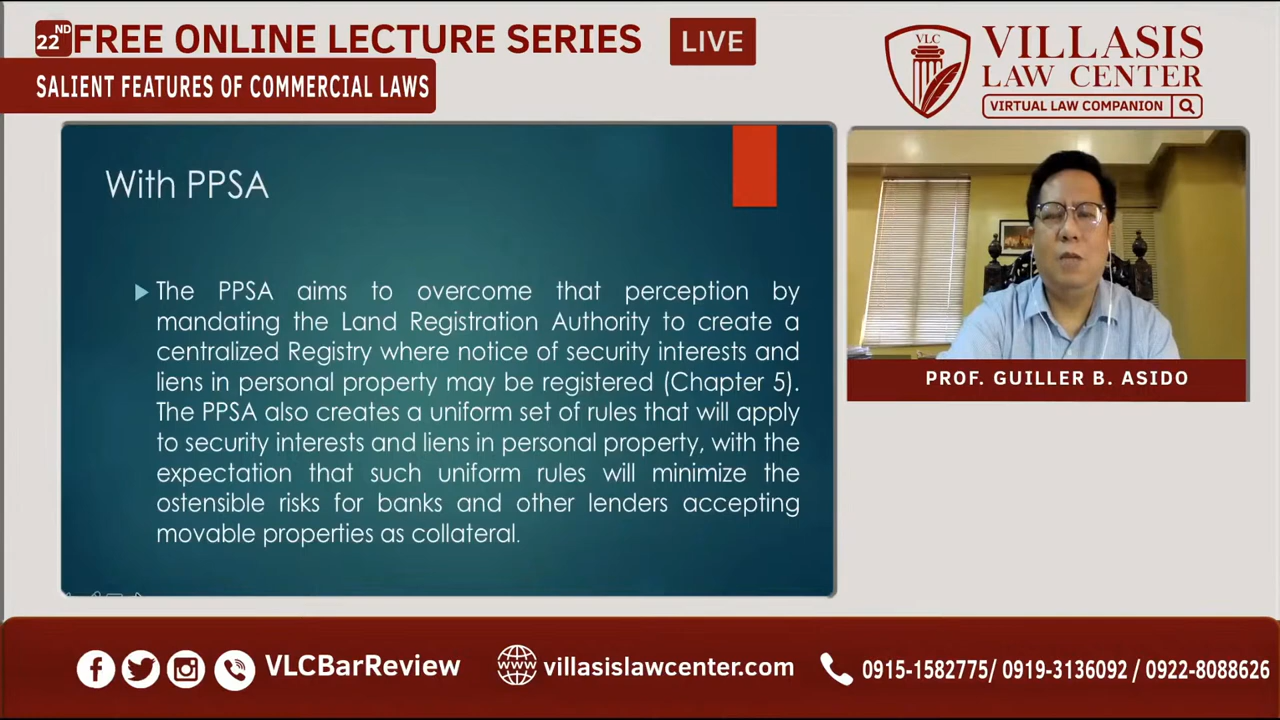 22ND FREE ONLINE LECTURE SERIES
LIVE
SALIENT FEATURES OF COMMERCIAL LAWS
VLC
VILLASIS
LAW CENTER
VIRTUAL LAW COMPANION
With PPSA
The PPSA aims to overcome that perception by
mandating the Land Registration Authority to create a
centralized Registry where notice of security interests and
liens in personal property may be registered (Chapter 5).
The PPSA also creates a uniform set of rules that will apply
to security interests and liens in personal property, with the
expectation that such uniform rules will minimize the
ostensible risks for banks and other lenders accepting
movable properties as collateral.
PROF. GUILLER B. ASIDO
VLCBarReview
www
villasislawcenter.com
0915-1582775/ 0919-3136092 / 0922-8088626